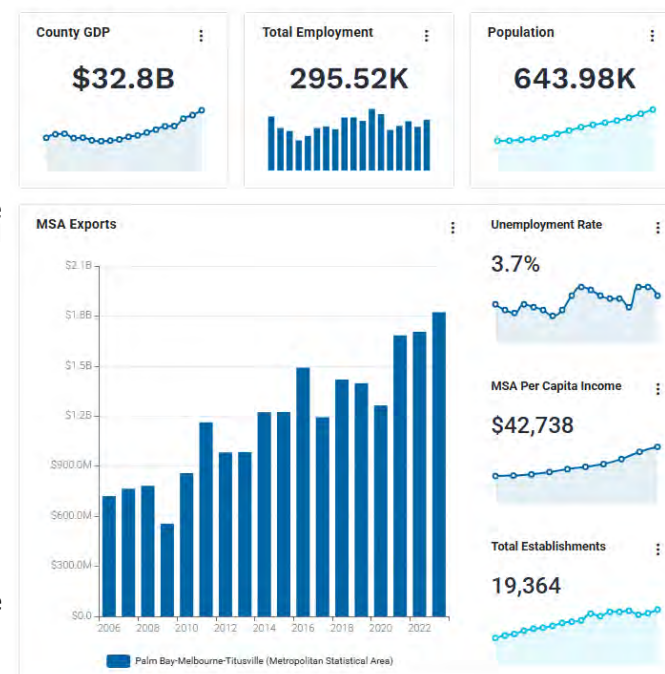 County GDP
$32.8B
Total Employment
295.52K
Population
643.98K
MSA Exports
$2.1B
$1.8B
$1.5B
$1.2B
$900.0M
$600.0M
$300.0M
$0.0
2006 2008 2010 2012 2014 2016 2018 2020 2022
Palm Bay-Melbourne-Titusville (Metropolitan Statistical Area)
Unemployment Rate
3.7%
MSA Per Capita Income
$42,738
Total Establishments
19,364